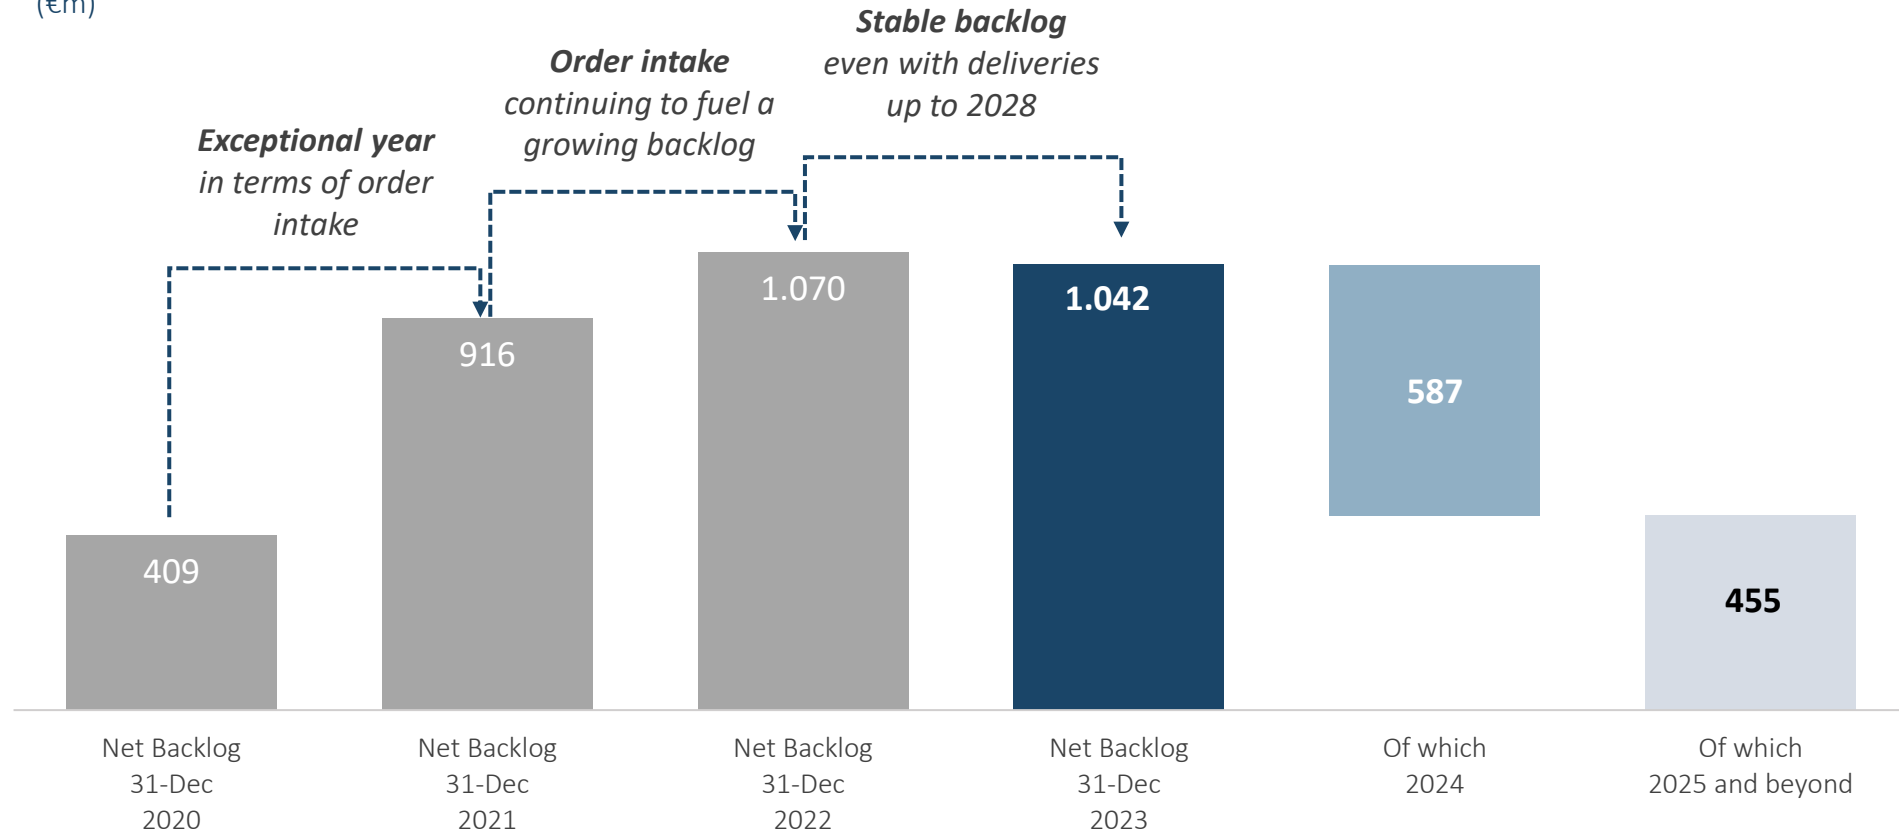 (€m)
Stable backlog
even with deliveries
up to 2028
Order intake
continuing to fuel a
growing backlog
Exceptional year
in terms of order
intake
409
916
1.070
1.042
587
455
Net Backlog
31-Dec
2020
Net Backlog
31-Dec
2021
Net Backlog
31-Dec
2022
Net Backlog
31-Dec
2023
Of which
2024
Of which
2025 and beyond